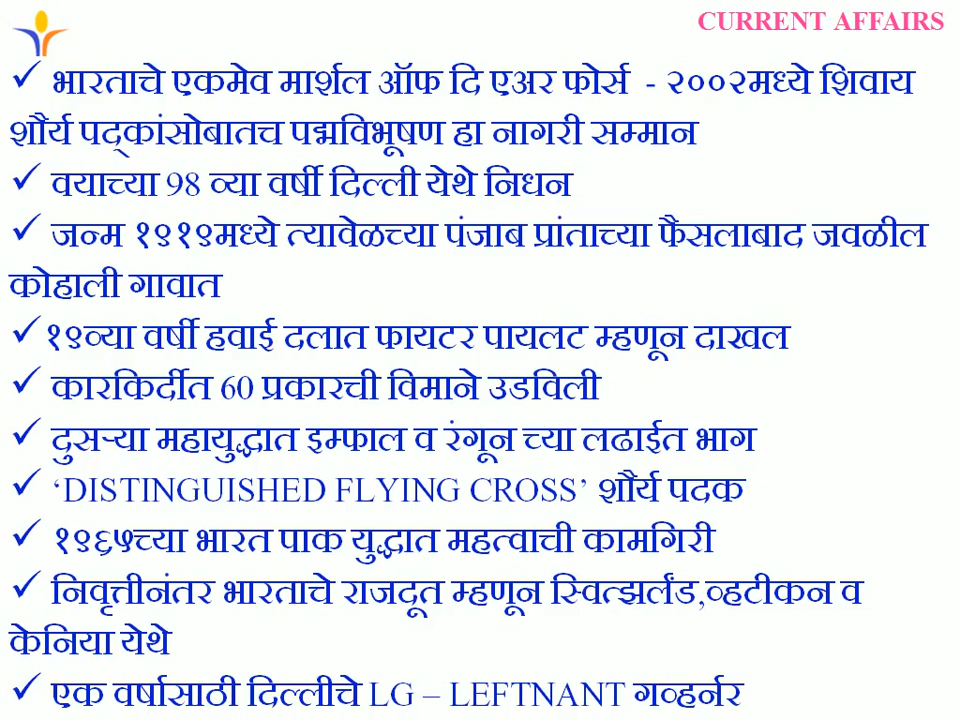 CURRENT AFFAIRS
✓ भारताचे एकमेव मार्शल ऑफ दि एअर फोर्स - २००२मध्ये शिवाय
शौर्य पद्कांसोबातच पद्मविभूषण हा नागरी सम्मान
✓ वयाच्या 98 व्या वर्षी दिल्ली येथे निधन
✓ जन्म १९१९मध्ये त्यावेळच्या पंजाब प्रांताच्या फैसलाबाद जवळील
कोहाली गावात
✓१९व्या वर्षी हवाई दलात फायटर पायलट म्हणून दाखल
✓ कारकिर्दीत 60 प्रकारची विमाने उडविली
✓ दुसऱ्या महायुद्धात इम्फाल व रंगून च्या लढाईत भाग
✓ ‘DISTINGUISHED FLYING CROSS’ शौर्य पदक
✓ १९६५च्या भारत पाक युद्धात महत्वाची कामगिरी
✓ निवृत्तीनंतर भारताचे राजदूत म्हणून स्वित्झर्लंड,व्हटीकन व
केनिया येथे
✓ एक वर्षासाठी दिल्लीचे LG – LEFTNANT गव्हर्नर